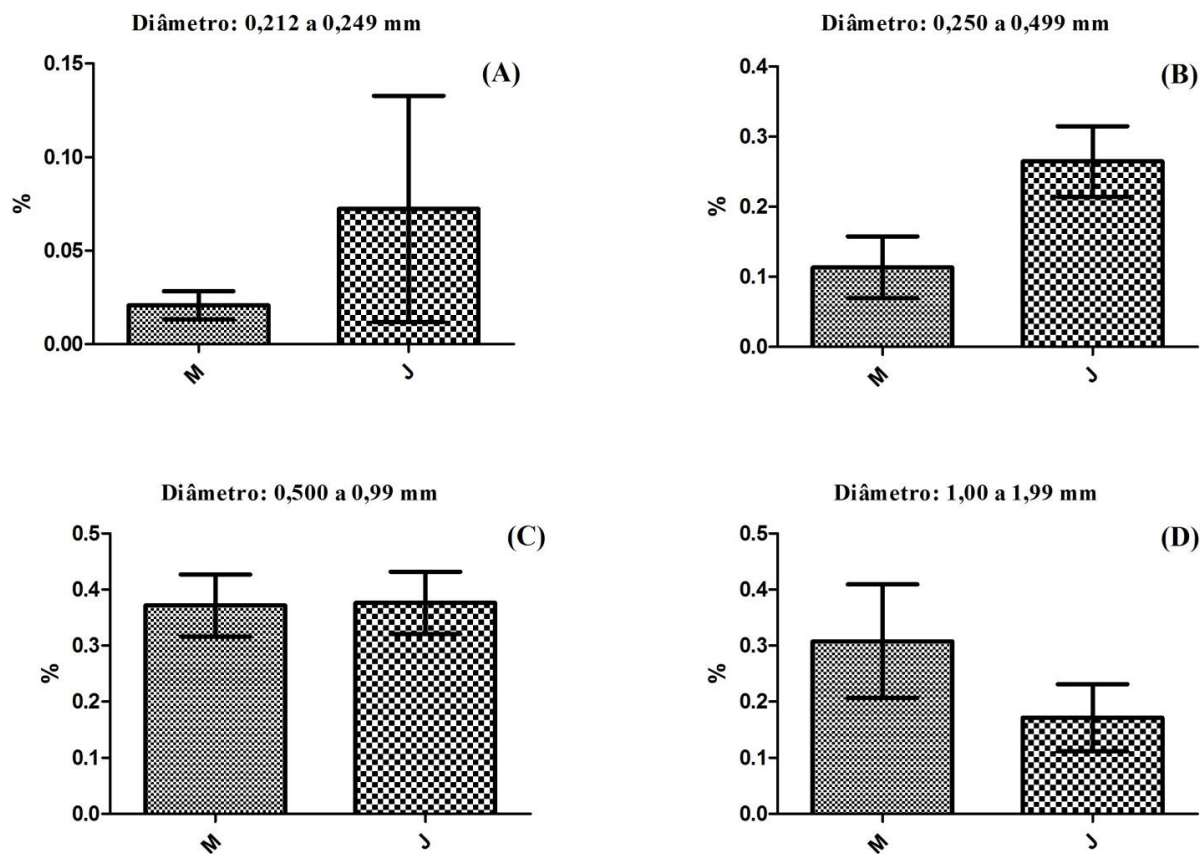 Diâmetro: 0,212 a 0,249 mm
(A)
%
0.15
0.10
0.05
0.00
M
J
Diâmetro: 0,250 a 0,499 mm
(B)
%
0.4
0.3
0.2
0.1
0.0
M
J
Diâmetro: 0,500 a 0,99 mm
(C)
%
0.5
0.4
0.3
0.2
0.1
0.0
M
J
Diâmetro: 1,00 a 1,99 mm
(D)
%
0.5
0.4
0.3
0.2
0.1
0.0
M
J